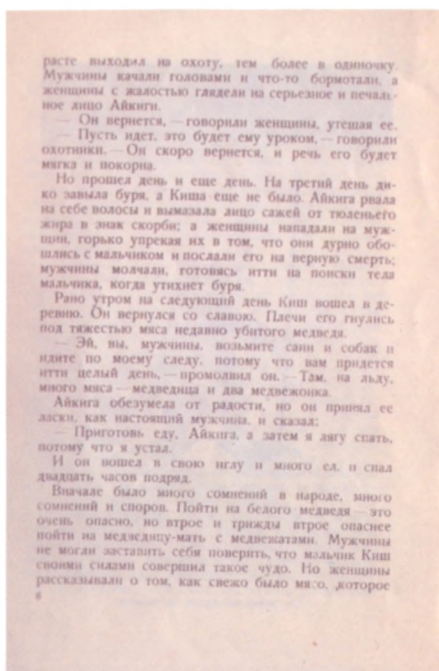 расте выходил на охоту, тем более в одиночку.
Мужчины качали головами и что-то бормотали, а
женщины с жалостью глядели на серьезное и печаль-
ное лицо Айкиги.
— Он вернется, — говорили женщины, утешая ее.
— Пусть идет, это будет ему уроком, — говорили
охотники. — Он скоро вернется, и речь его будет
мягка и покорна.
Но прошел день и еще день. На третий день ди-
ко завыла буря, а Киша еще не было. Айкига рвала
на себе волосы и вымазала лицо сажей от тюленьего
жира в знак скорби; а женщины нападали на муж-
щин, горько упрекая их в том, что они дурно обо-
шлись с мальчиком и послали его на верную смерть;
мужчины молчали, готовясь итти на поиски тела
мальчика, когда утихнет буря.
Рано утром на следующий день Киш вошел в де-
ревню. Он вернулся со славою. Плечи его гнулись
под тяжестью мяса недавно убитого медведя.
— Эй, вы, мужчины, возьмите сани и собак и
идите по моему следу, потому что вам придется
итти целый день, — промолвил он. — Там, на льду,
много мяса — медведица и два медвежонка.
Айкига обезумела от радости, но он принял ее
ласки, как настоящий мужчина, и сказал:
— Приготовь еду, Айкига, а затем я лягу спать,
потому что я устал.
И он вошел в свою иглу и много ел, и спал
двадцать часов подряд.
Вначале было много сомнений в народе, много
сомнений и споров. Пойти на белого медведя — это
очень опасно, но втрое и трижды втрое опаснее
пойти на медведицу-мать с медвежатами. Мужчины
не могли заставить себя поверить, что мальчик Киш
своими силами совершил такое чудо. Но женщины
рассказывали о том, как свежо было мясо, которое
6